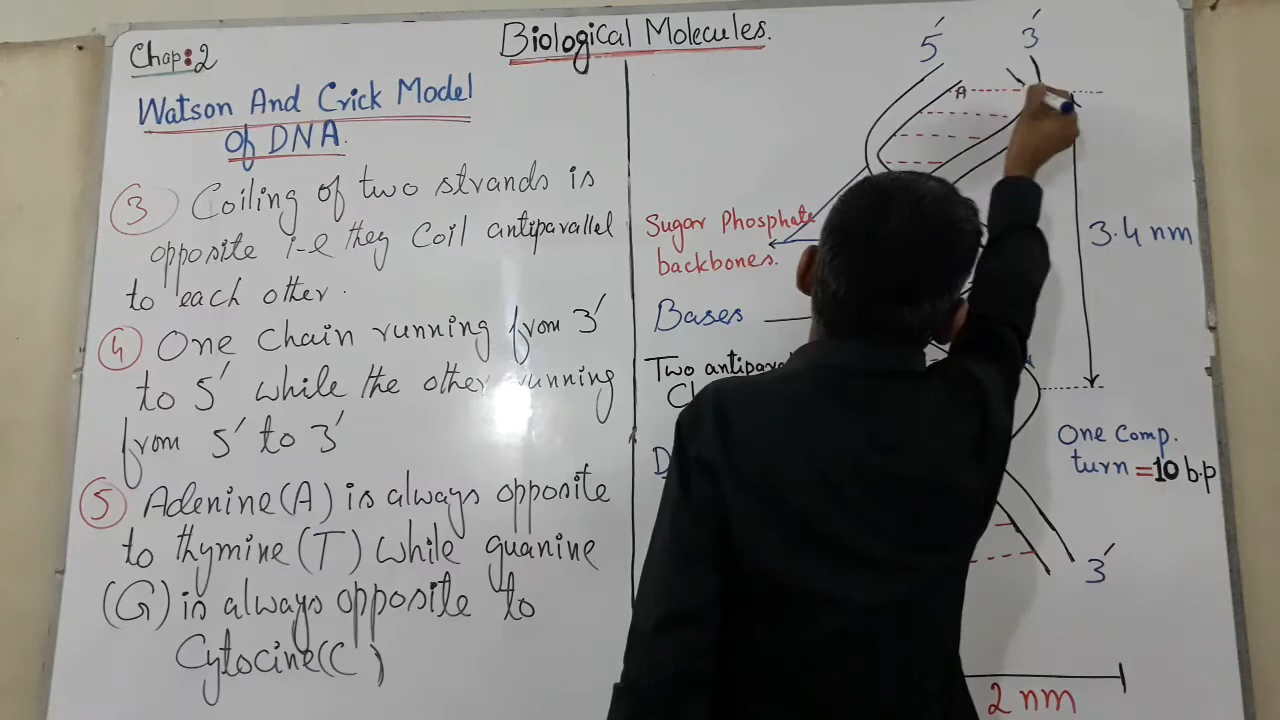 Chap:2
Biological Molecules.
Watson And Crick Model
Of DNA.
3 Coiling of two strands is
opposite i-e they Coil antiparallel
to each other.
4 One chain running from 3′
to 5′ while the other running
from 5′ to 3′
5 Adenine(A) is always opposite
to thymine(T) while guanine
(G) is always opposite to
Cytocine(C)
5′ 3′
A
Sugar Phosphate
backbones.
3.4 nm
Bases
Two
One Comp.
turn=10 b.p
3′
2 nm